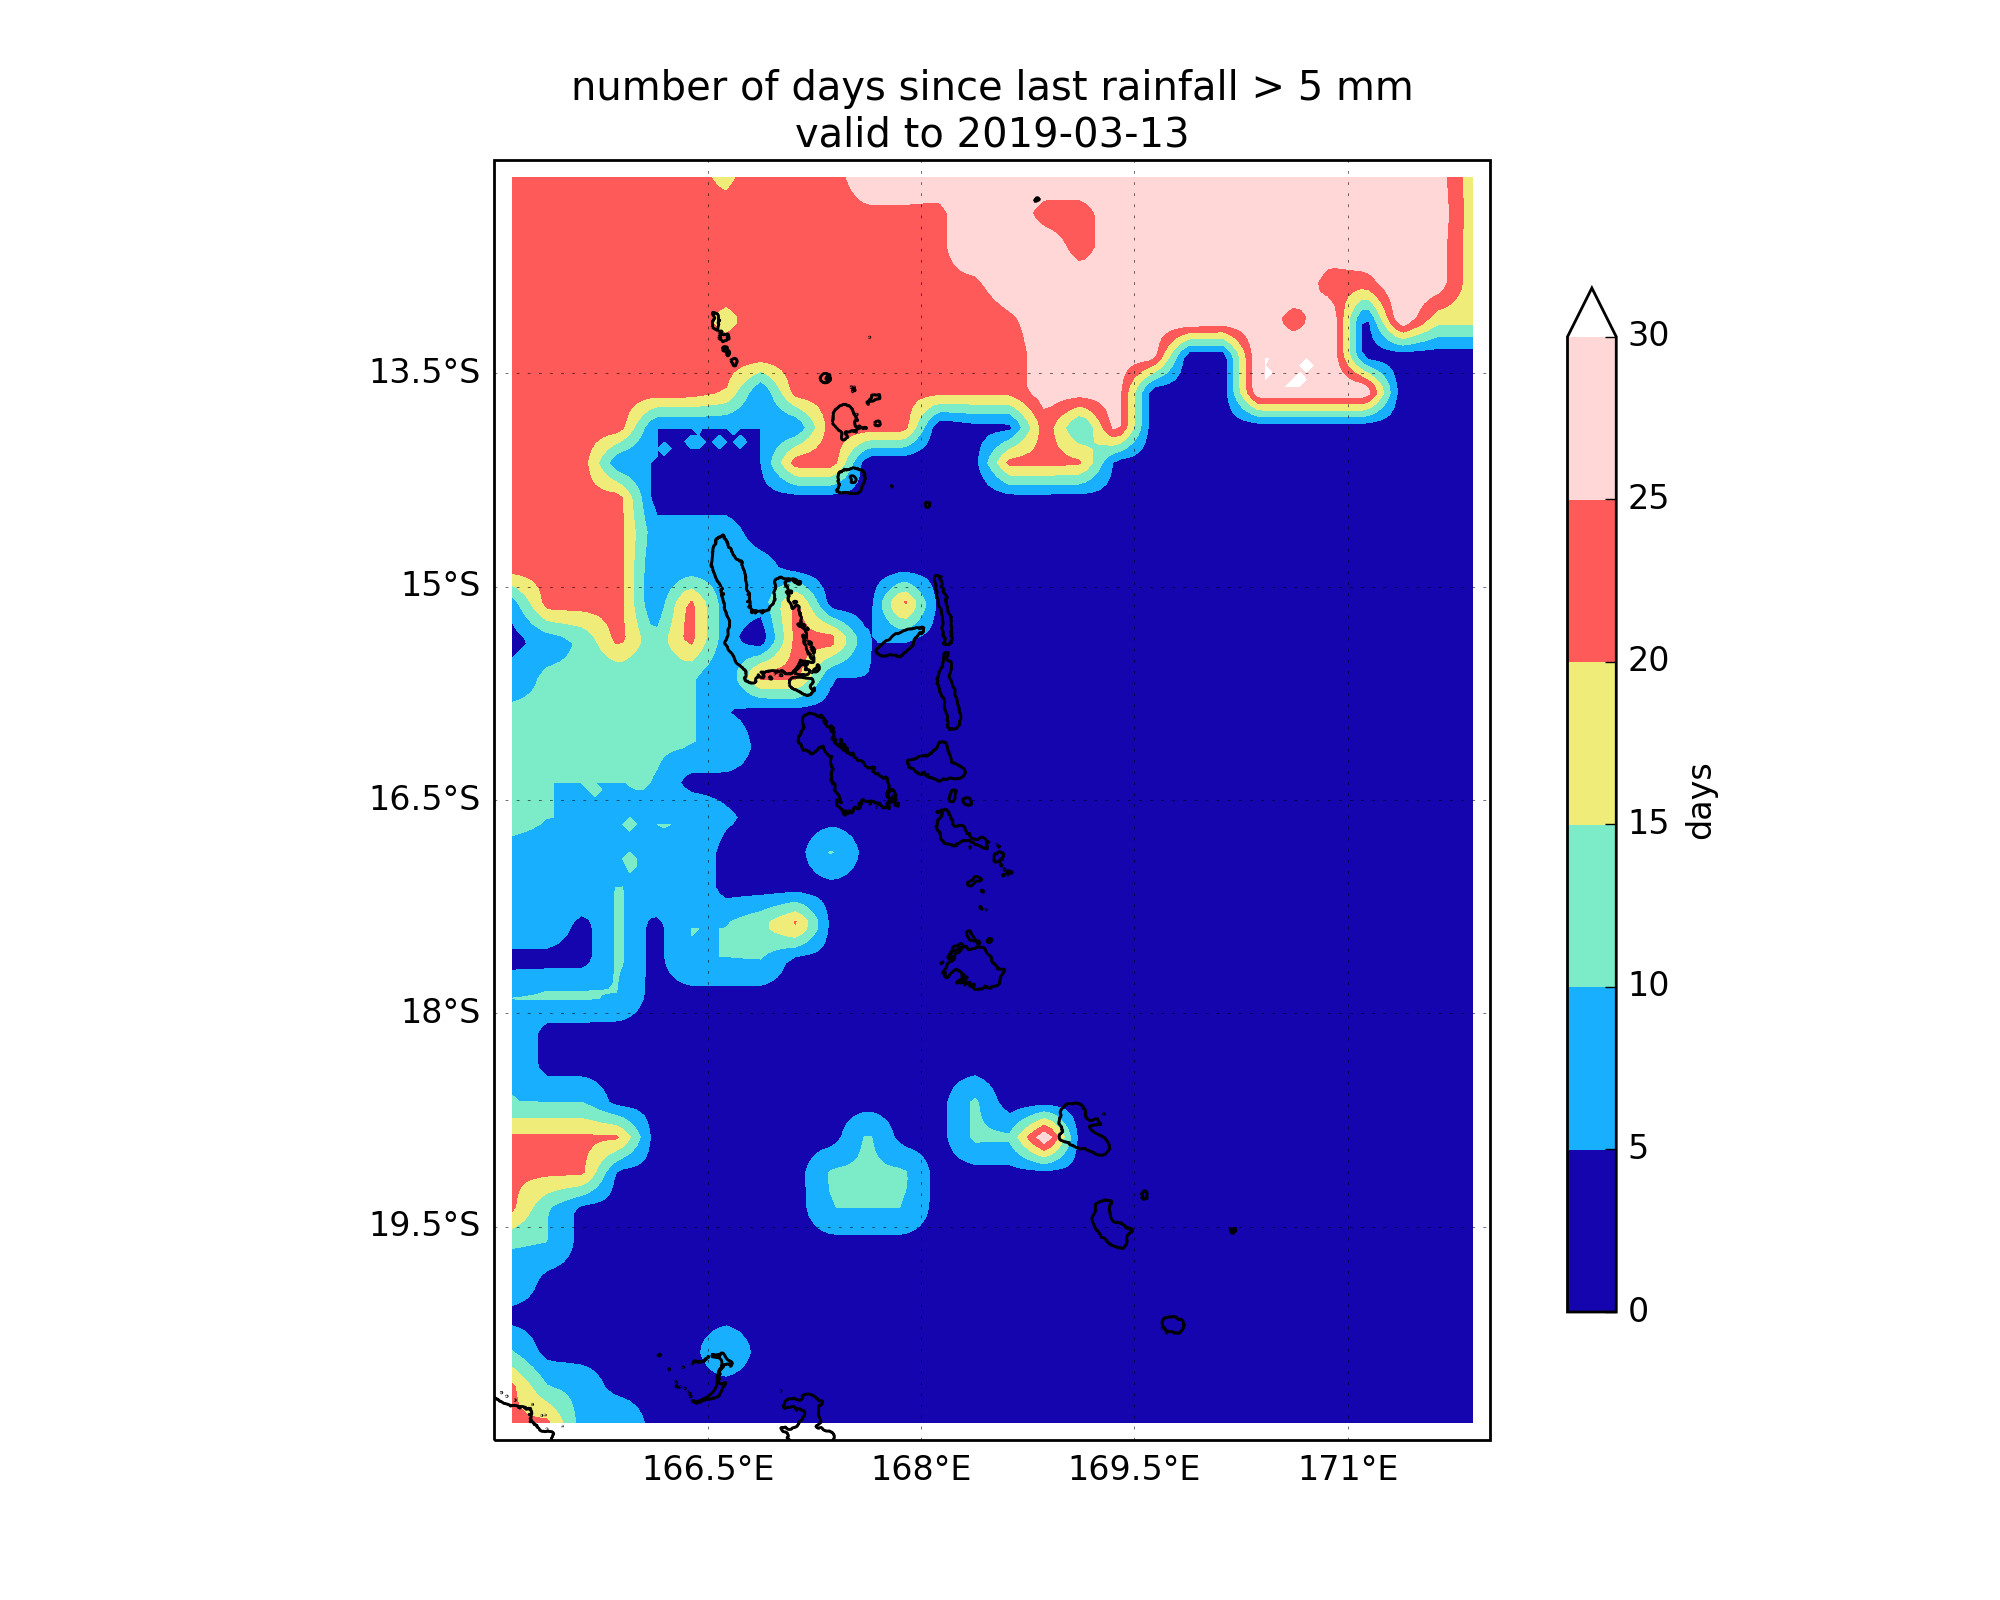 number of days since last rainfall > 5 mm
valid to 2019-03-13
13.5°S
15°S
16.5°S
18°S
19.5°S
166.5°E
168°E
169.5°E
171°E
30
25
20
15
10
5
0
days